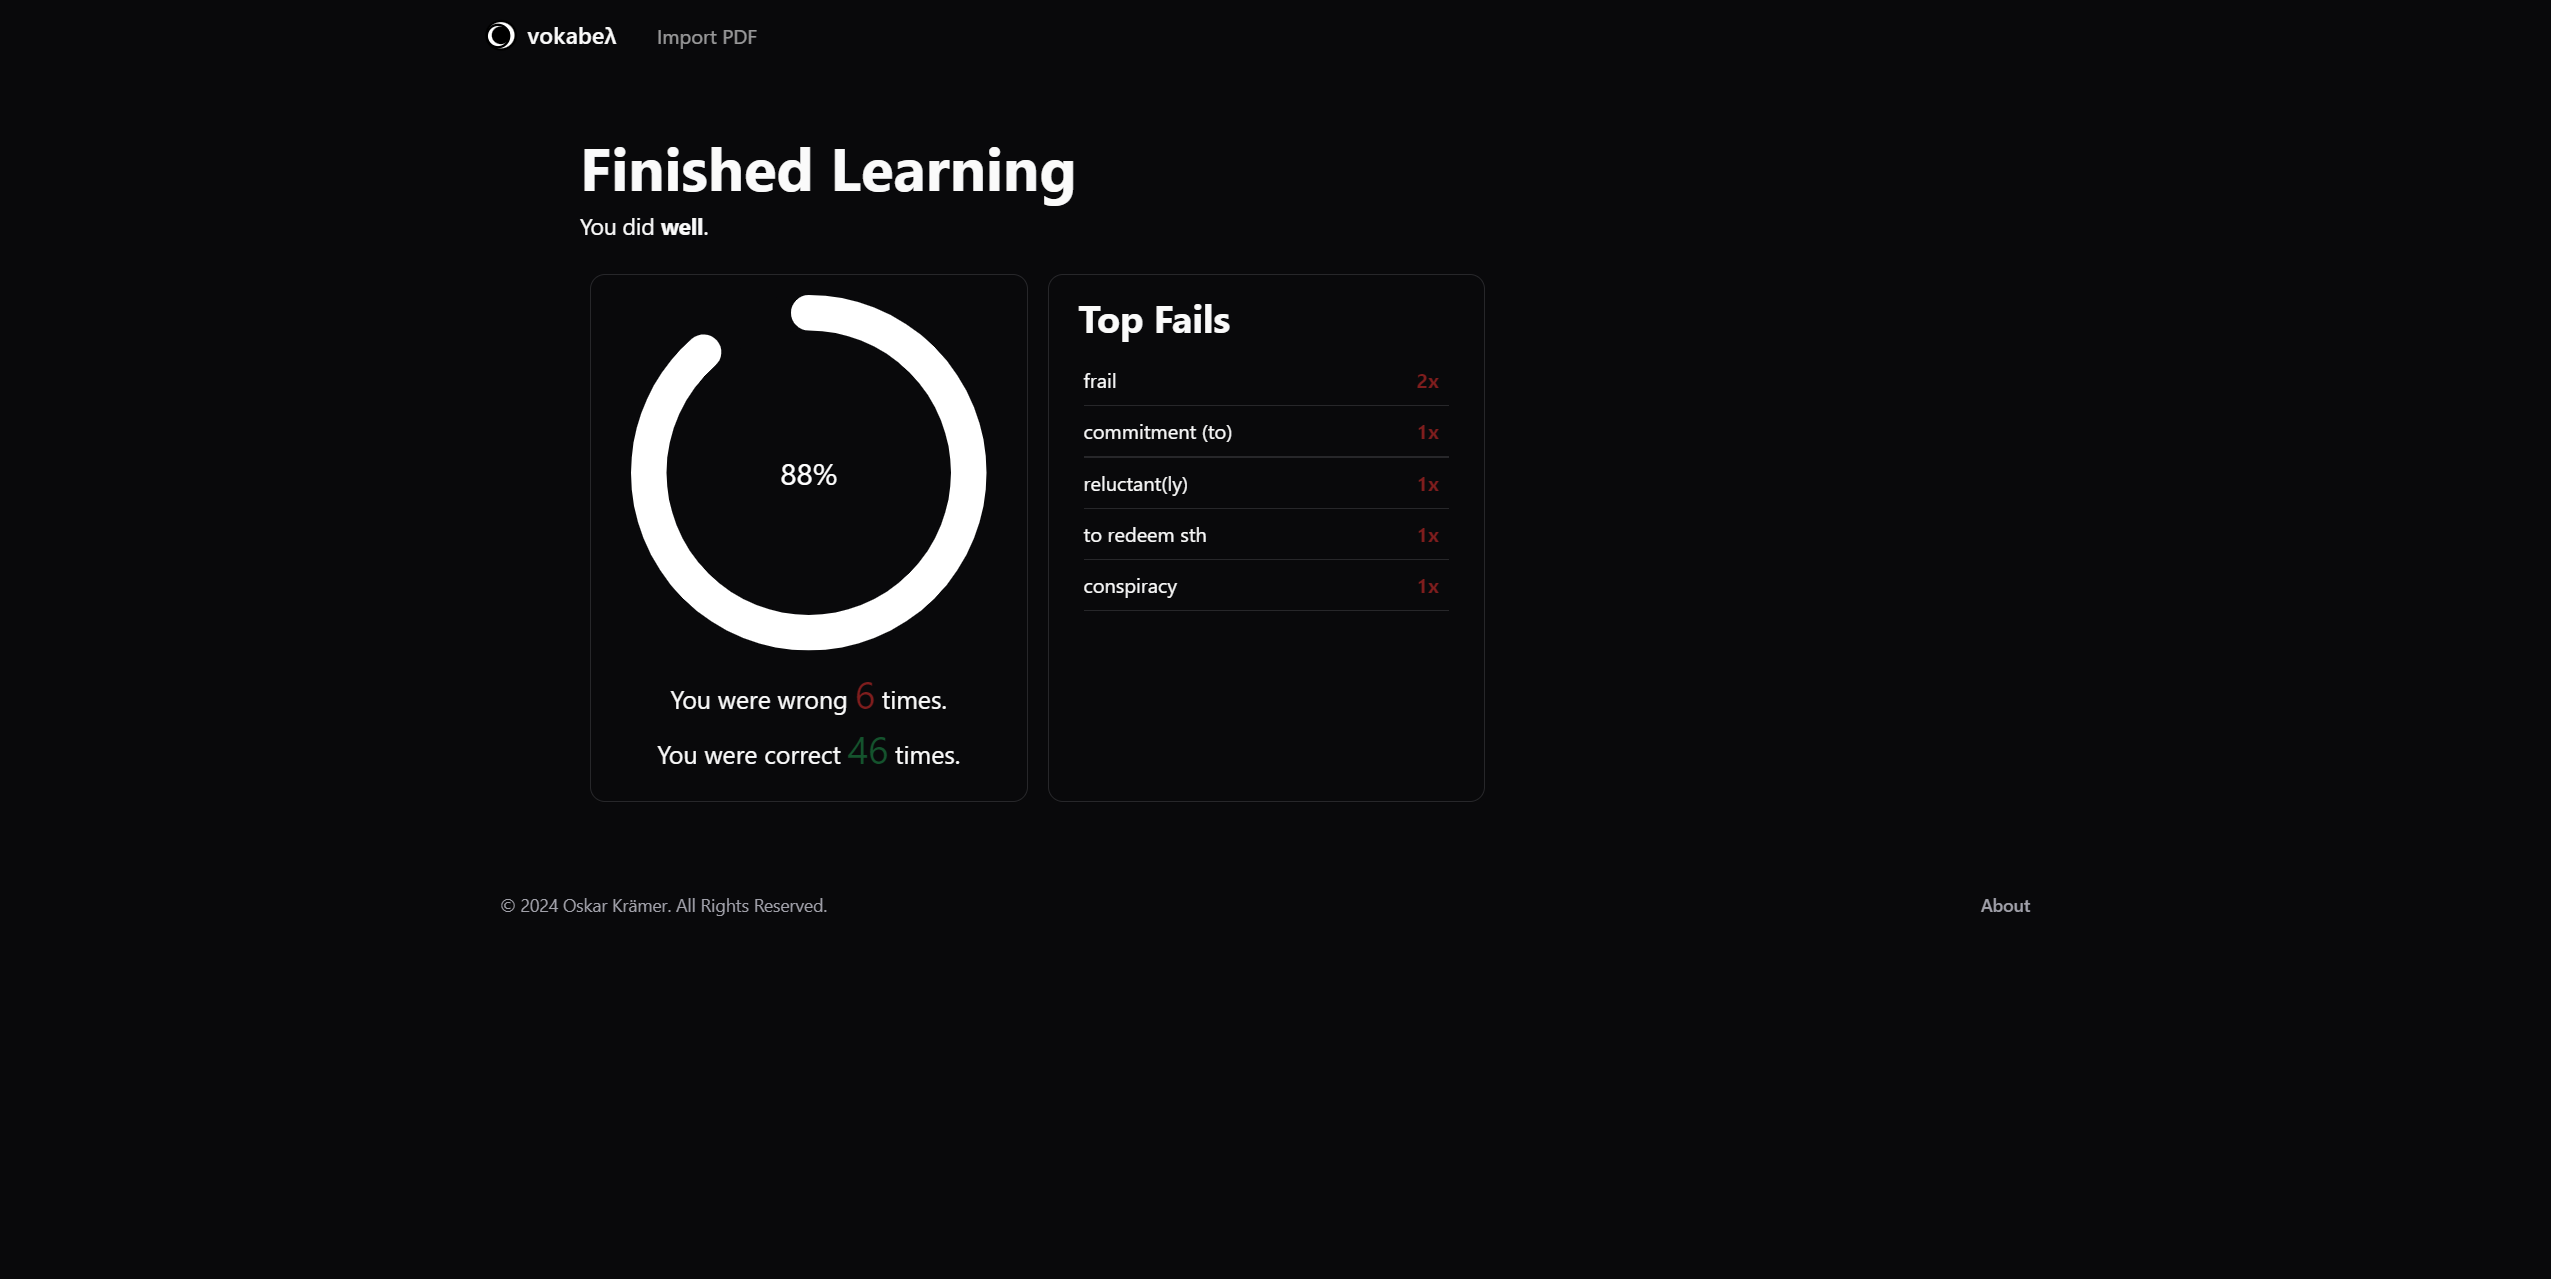 vokabeλ Import PDF
Finished Learning
You did well.
88%
You were wrong 6 times.
You were correct 46 times.
Top Fails
frail 2x
commitment (to) 1x
reluctant(ly) 1x
to redeem sth 1x
conspiracy 1x
© 2024 Oskar Krämer. All Rights Reserved. About